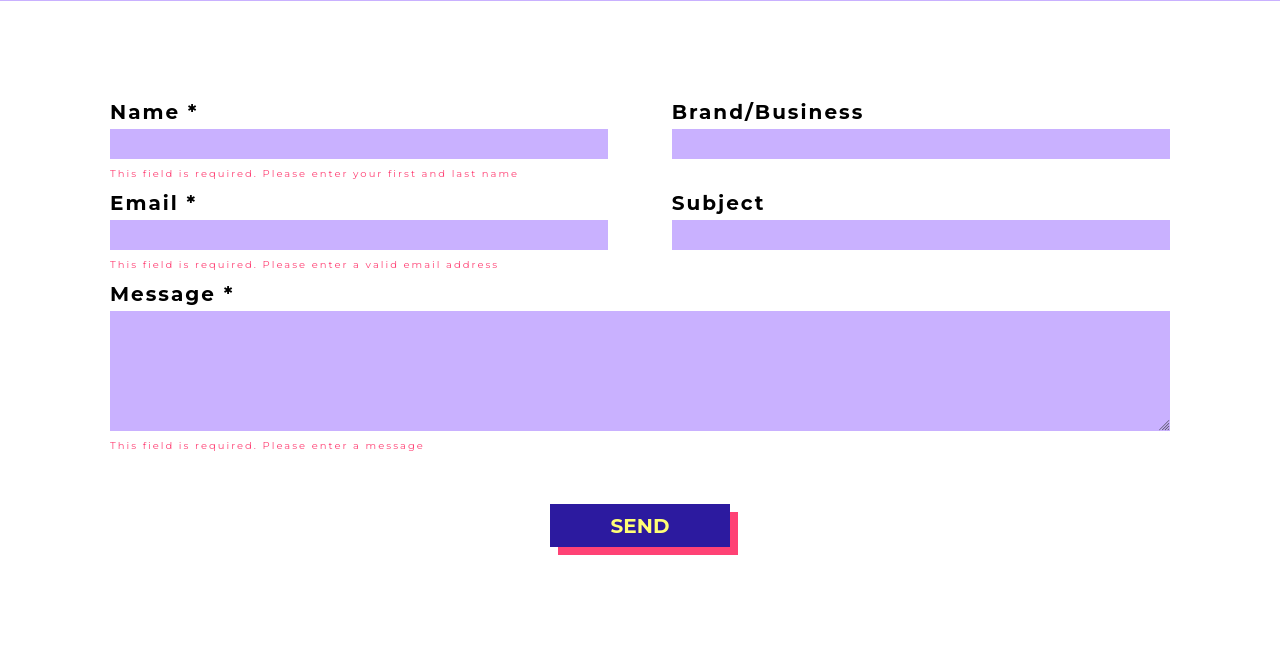 Name *
Brand/Business
This field is required. Please enter your first and last name
Email *
Subject
This field is required. Please enter a valid email address
Message *
This field is required. Please enter a message
SEND